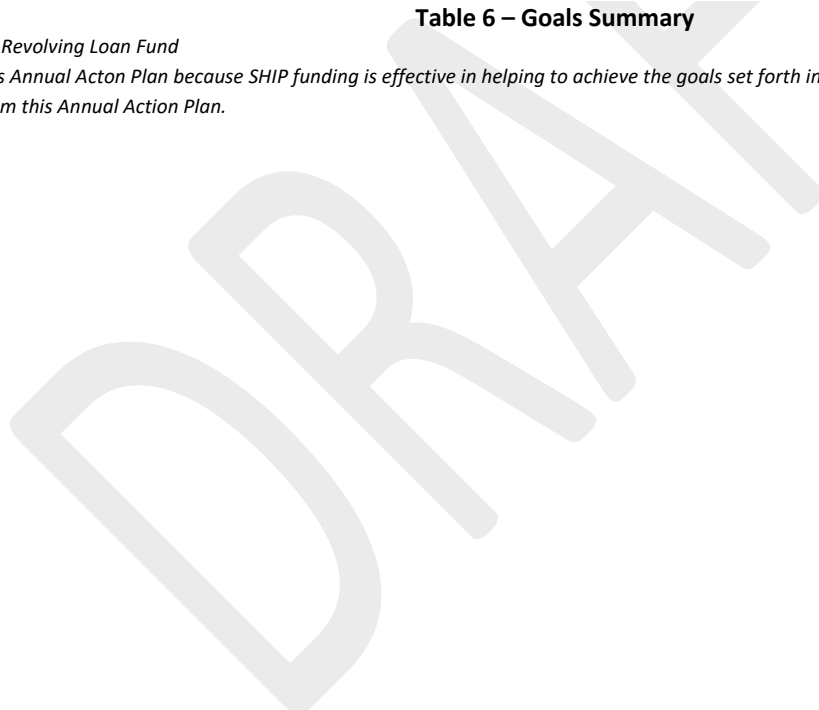 Table 6 – Goals Summary
Revolving Loan Fund
s Annual Acton Plan because SHIP funding is effective in helping to achieve the goals set forth in
m this Annual Action Plan.
DRAF